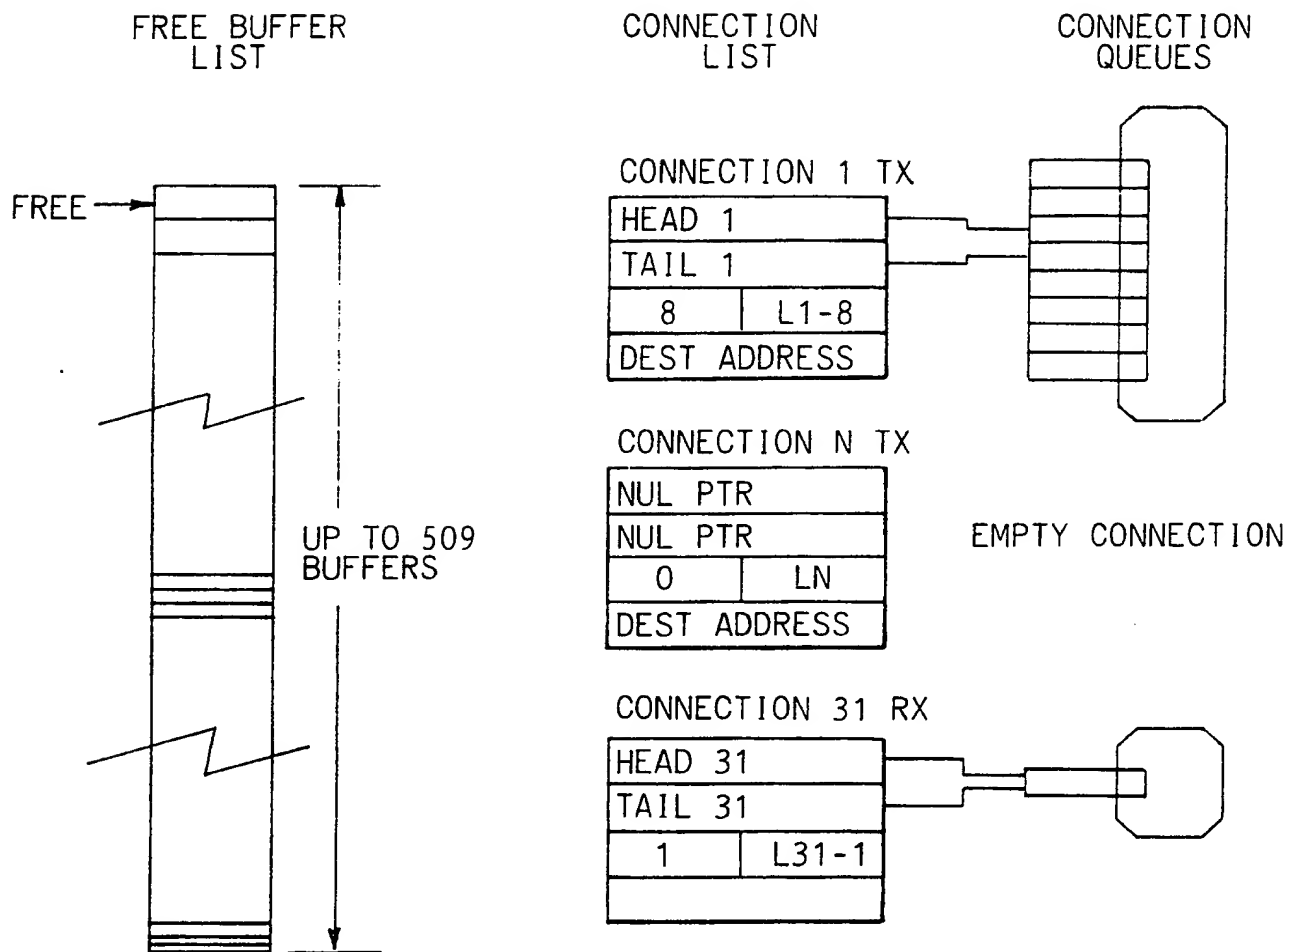 FREE BUFFER
LIST
CONNECTION
LIST
CONNECTION
QUEUES
FREE
UP TO 509
BUFFERS
CONNECTION 1 TX
HEAD 1
TAIL 1
8 L1-8
DEST ADDRESS
CONNECTION N TX
NUL PTR
NUL PTR
0 LN
DEST ADDRESS
EMPTY CONNECTION
CONNECTION 31 RX
HEAD 31
TAIL 31
1 L31-1